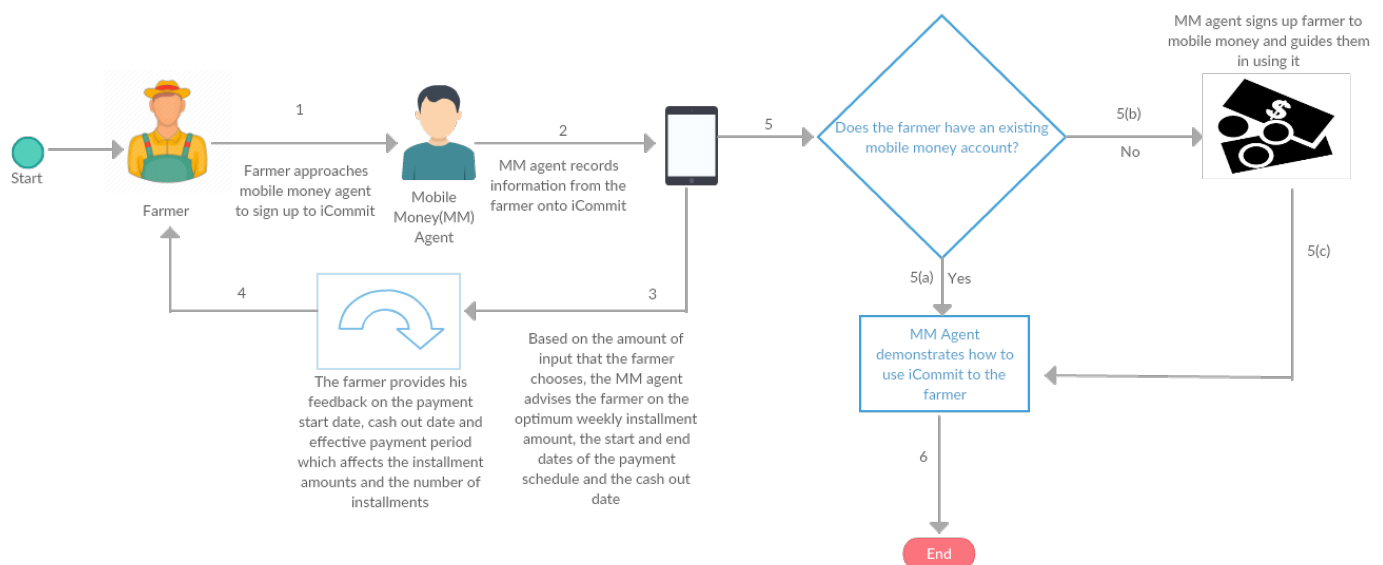 Start
Farmer
1
Farmer approaches
mobile money agent
to sign up to iCommit
Mobile
Money(MM)
Agent
2
MM agent records
information from the
farmer onto iCommit
3
Based on the amount of
input that the farmer
chooses, the MM agent
advises the farmer on the
optimum weekly installment
amount, the start and end
dates of the payment
schedule and the cash out
date
4
The farmer provides his
feedback on the payment
start date, cash out date and
effective payment period
which affects the installment
amounts and the number of
installments
5
Does the farmer have an existing
mobile money account?
5(a) Yes
5(b)
No
MM agent signs up farmer to
mobile money and guides them
in using it
$
5(c)
MM Agent
demonstrates how to
use iCommit to the
farmer
6
End